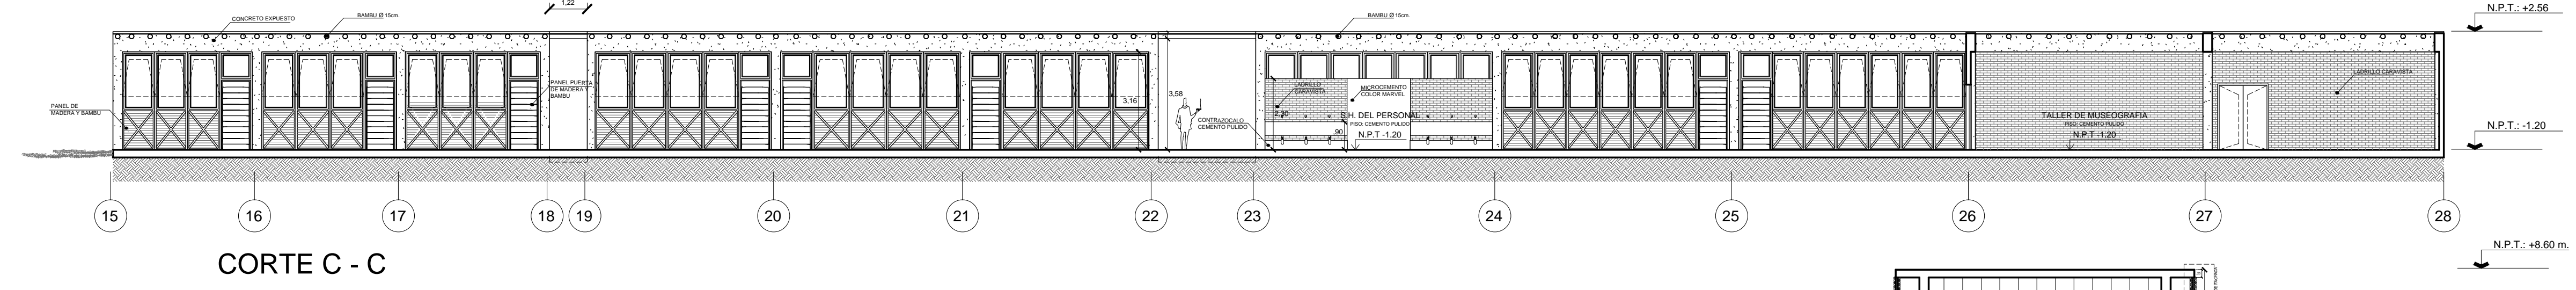 1,22
CONCRETO EXPUESTO
BAMBU Ø 15cm.
BAMBU Ø 15cm.
N.P.T.: +2.56
PANEL PUERTA
DE MADERA Y
BAMBU
LADRILLO
CARAVISTA
MICROCEMENTO
COLOR MARVEL
LADRILLO CARAVISTA
PANEL DE
MADERA Y BAMBU
3,16
3,58
2,30
CONTRAZOCALO
CEMENTO PULIDO
S.H. DEL PERSONAL
PISO: CEMENTO PULIDO
N.P.T -1.20
.90
TALLER DE MUSEOGRAFIA
PISO: CEMENTO PULIDO
N.P.T -1.20
N.P.T.: -1.20
15
16
17
18
19
20
21
22
23
24
25
26
27
28
CORTE C - C
N.P.T.: +8.60 m.